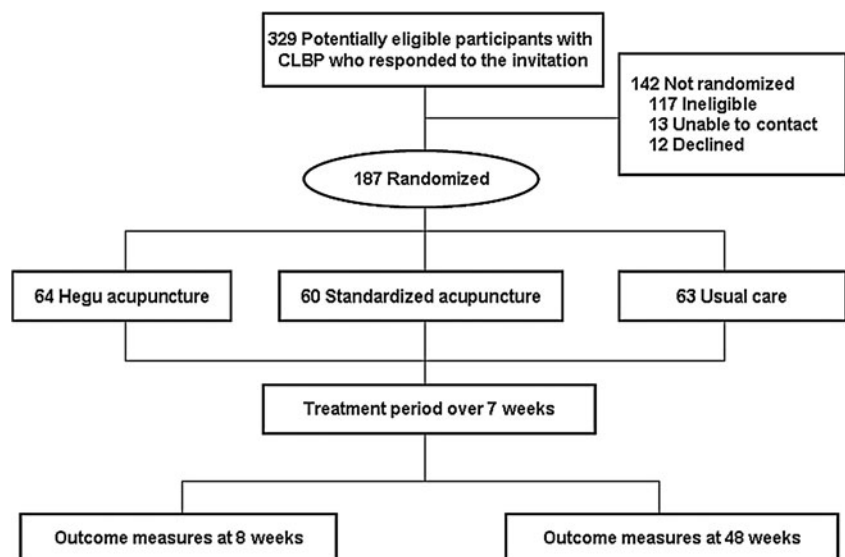 329 Potentially eligible participants with
CLBP who responded to the invitation
142 Not randomized
117 Ineligible
13 Unable to contact
12 Declined
187 Randomized
64 Hegu acupuncture
60 Standardized acupuncture
63 Usual care
Treatment period over 7 weeks
Outcome measures at 8 weeks
Outcome measures at 48 weeks